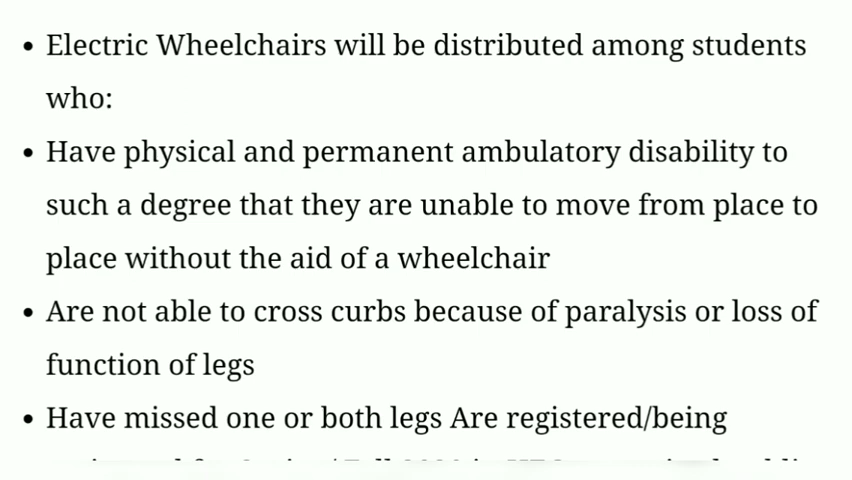 • Electric Wheelchairs will be distributed among students
who:
• Have physical and permanent ambulatory disability to
such a degree that they are unable to move from place to
place without the aid of a wheelchair
• Are not able to cross curbs because of paralysis or loss of
function of legs
• Have missed one or both legs Are registered/being